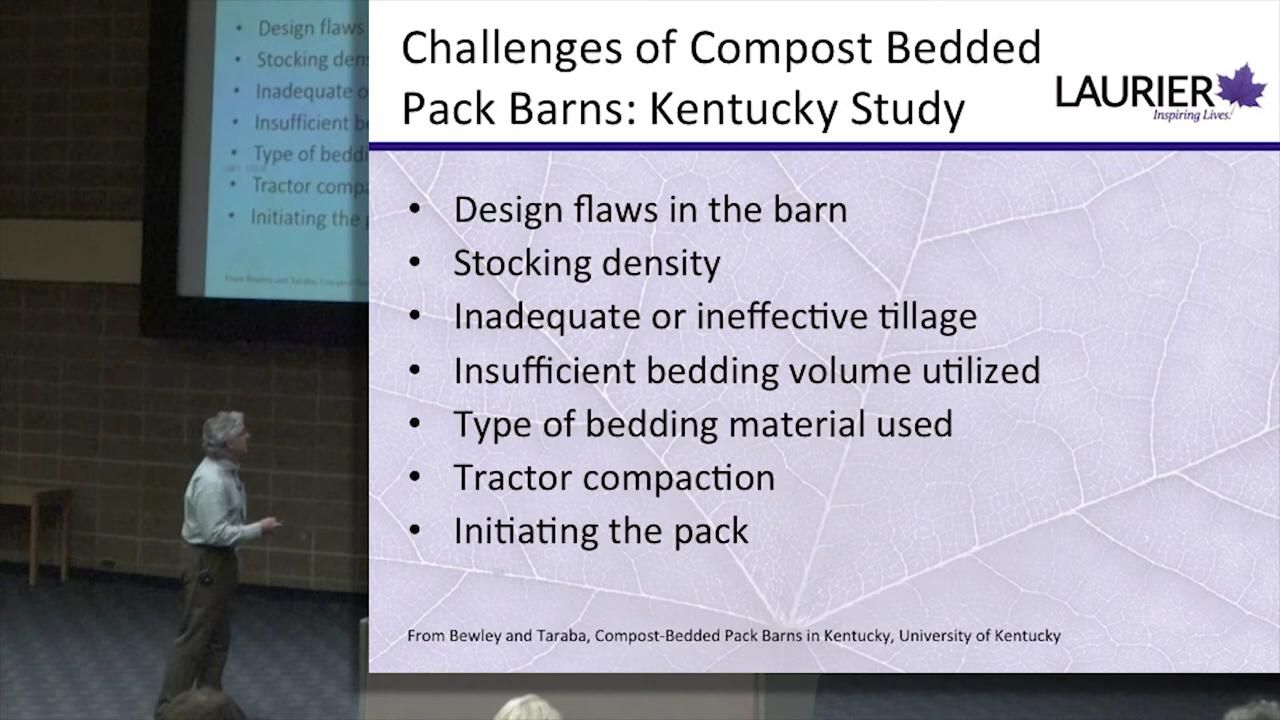 Design flaws
Stocking den
Inadequate o
Insufficient b
Type of beddi
Tractor compa
Initiating the p
Challenges of Compost Bedded
Pack Barns: Kentucky Study
LAURIER
Inspiring Lives!
• Design flaws in the barn
• Stocking density
• Inadequate or ineffective tillage
• Insufficient bedding volume utilized
• Type of bedding material used
• Tractor compaction
• Initiating the pack
From Bewley and Taraba, Compost-Bedded Pack Barns in Kentucky, University of Kentucky